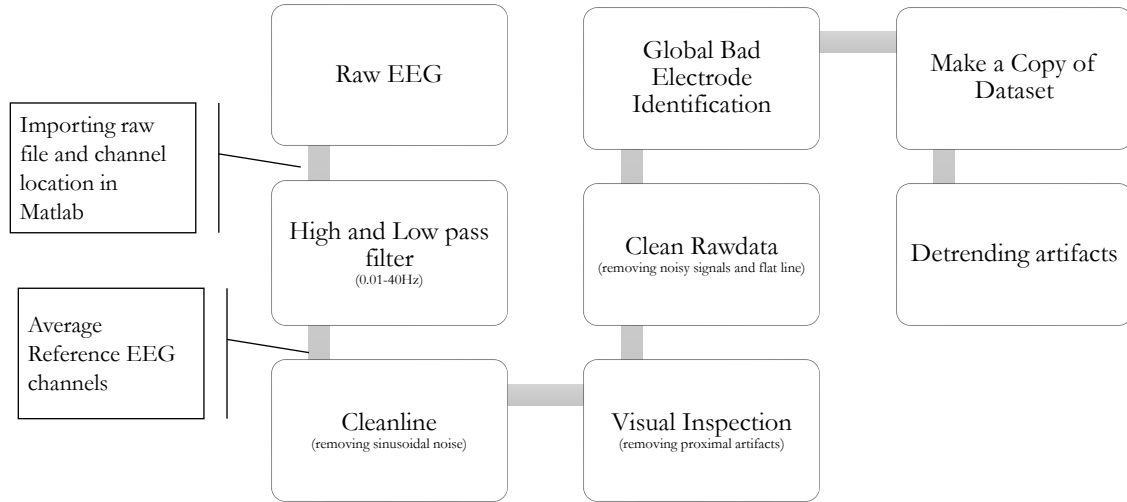 Raw EEG
Importing raw
file and channel
location in
Matlab
High and Low pass
filter
(0.01-40Hz)
Average
Reference EEG
channels
Cleanline
(removing sinusoidal noise)
Visual Inspection
(removing proximal artifacts)
Clean Rawdata
(removing noisy signals and flat line)
Global Bad
Electrode
Identification
Make a Copy of
Dataset
Detrending artifacts